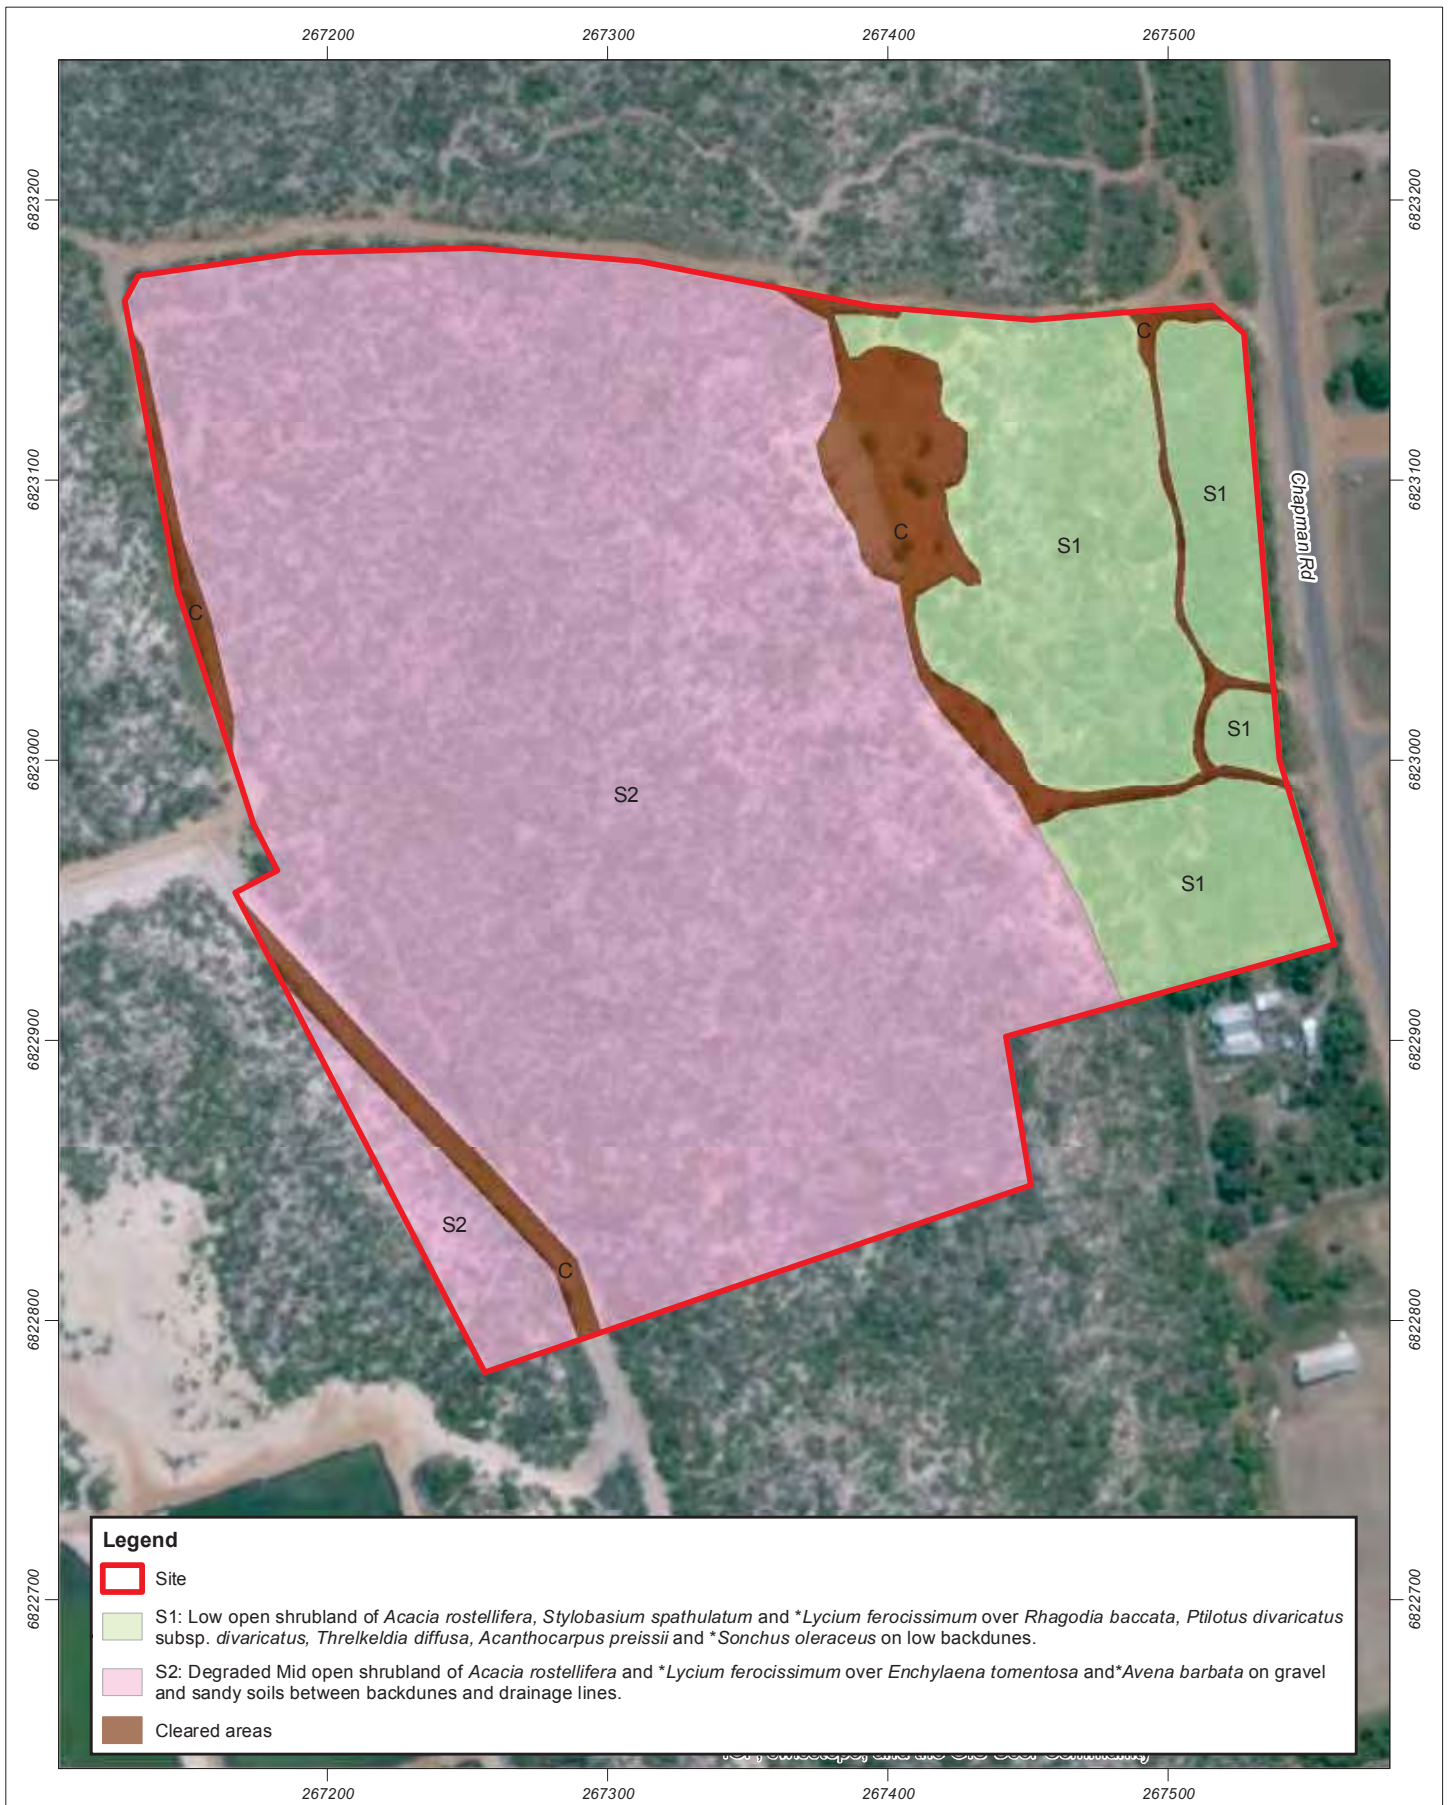 267200 267300 267400 267500
6823200 6823200
C
6823100 6823100
S1
Chapman Rd
C
S1
C
S1
6823000 6823000
S2
S1
6822900 6822900
S2
C
6822800 6822800
Legend
Site
6822700 6822700
S1: Low open shrubland of Acacia rostellifera, Stylobasium spathulatum and *Lycium ferocissimum over Rhagodia baccata, Ptilotus divaricatus
subsp. divaricatus, Threlkeldia diffusa, Acanthocarpus preissii and *Sonchus oleraceus on low backdunes.
S2: Degraded Mid open shrubland of Acacia rostellifera and *Lycium ferocissimum over Enchylaena tomentosa and*Avena barbata on gravel
and sandy soils between backdunes and drainage lines.
Cleared areas
267200 267300 267400 267500